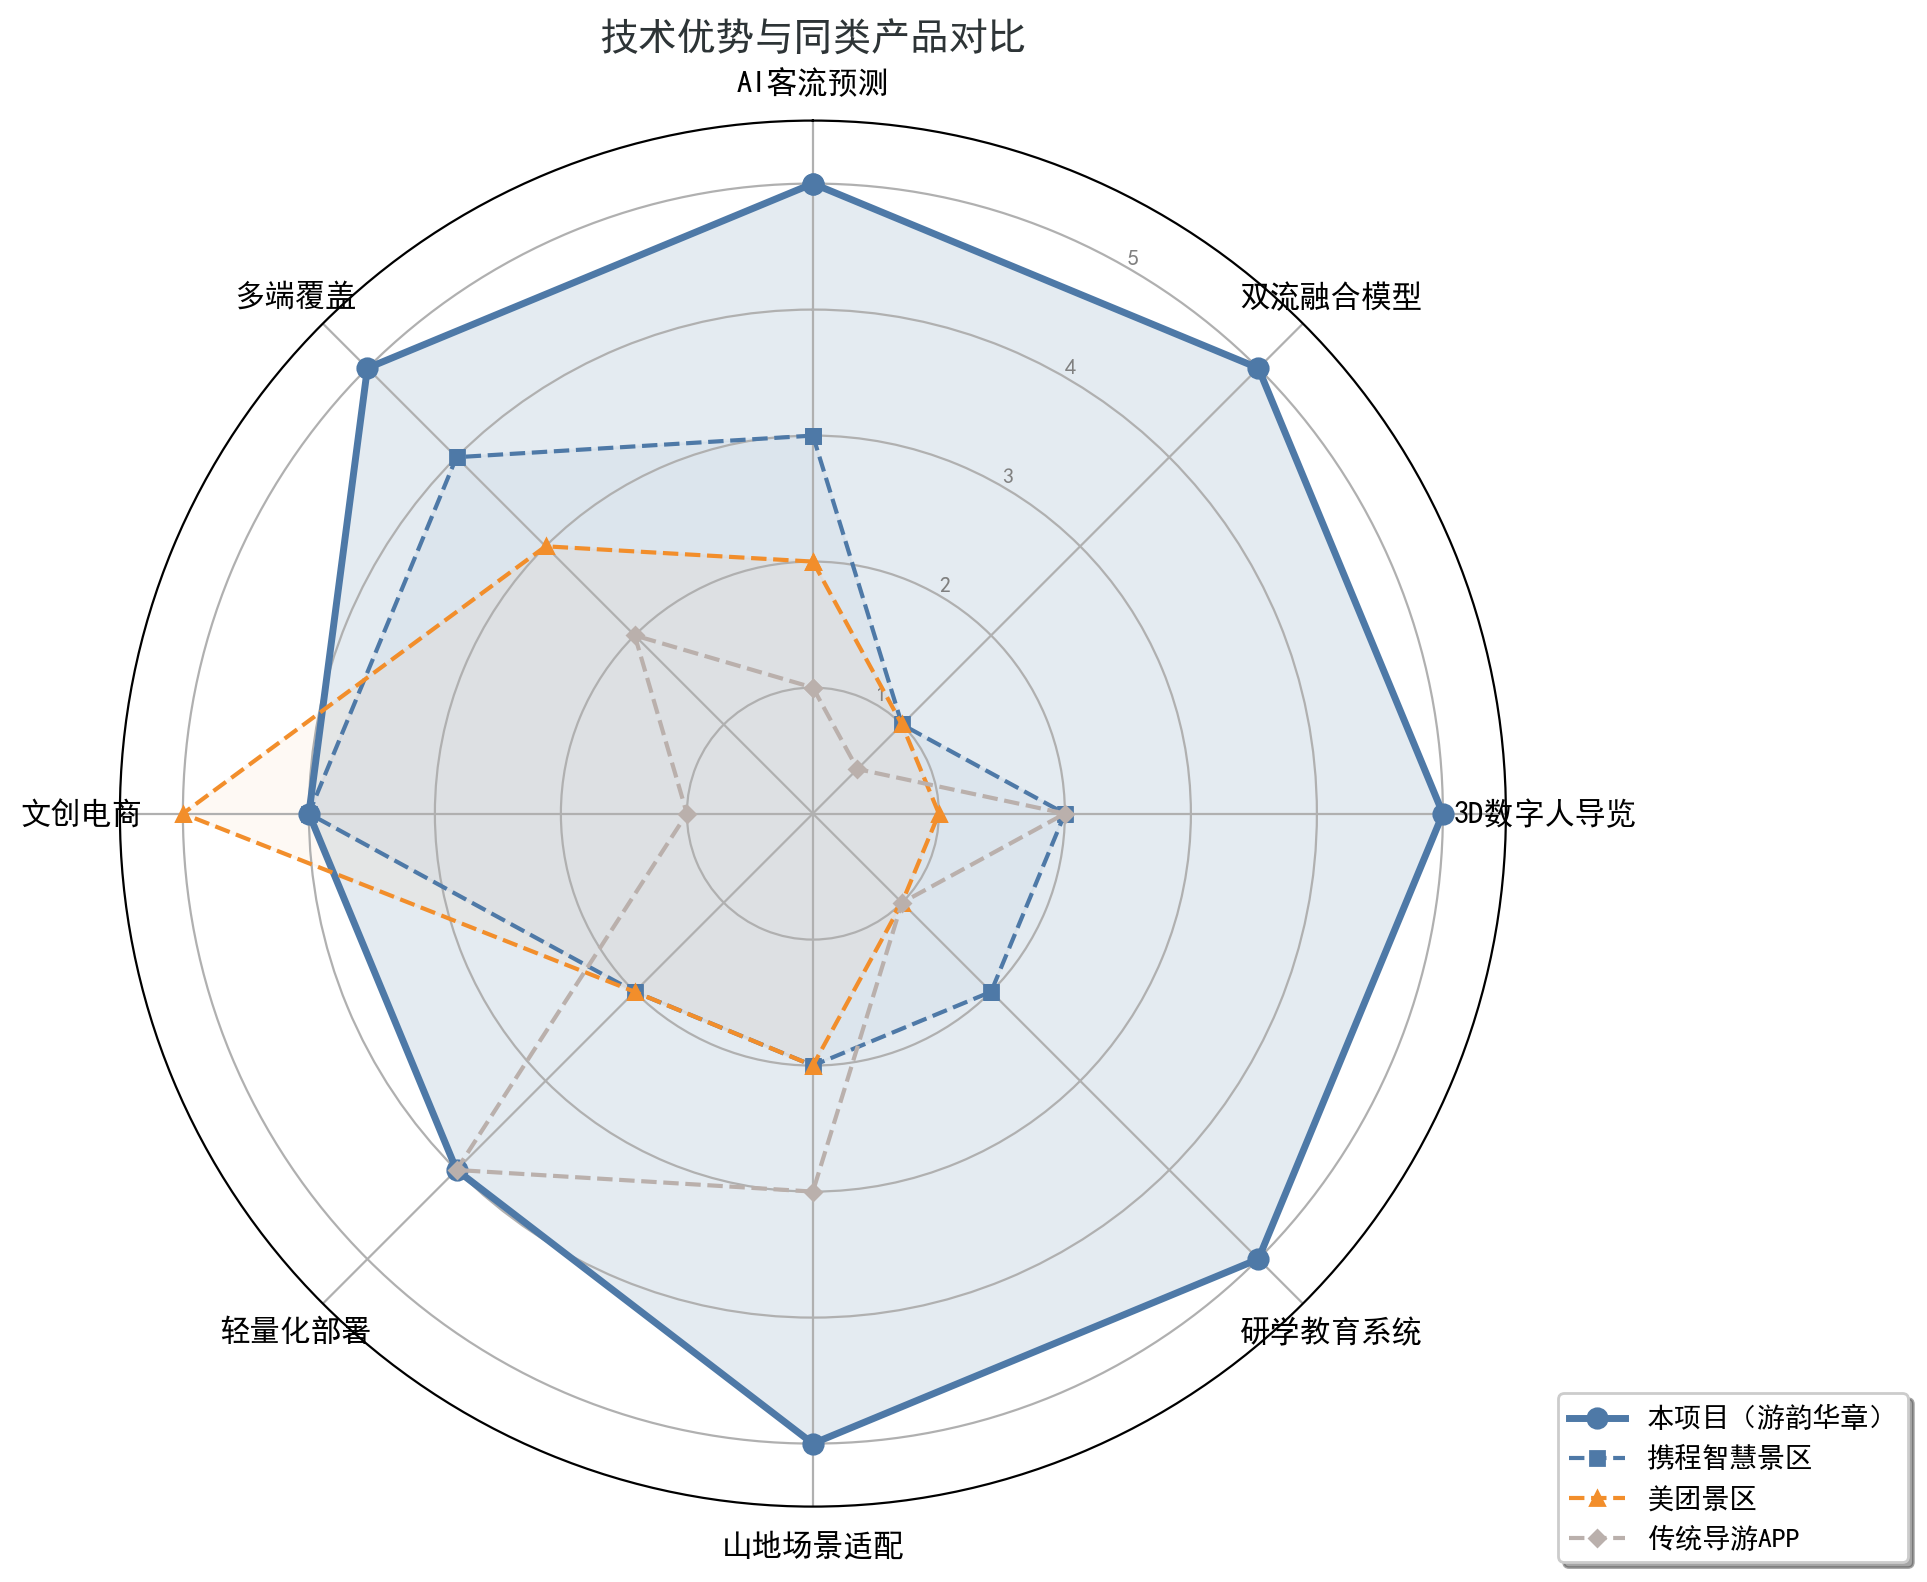 技术优势与同类产品对比
AI客流预测
5
多端覆盖
双流融合模型
4
3
2
1
文创电商
3D数字人导览
轻量化部署
研学教育系统
本项目（游韵华章）
携程智慧景区
美团景区
传统导游APP
山地场景适配